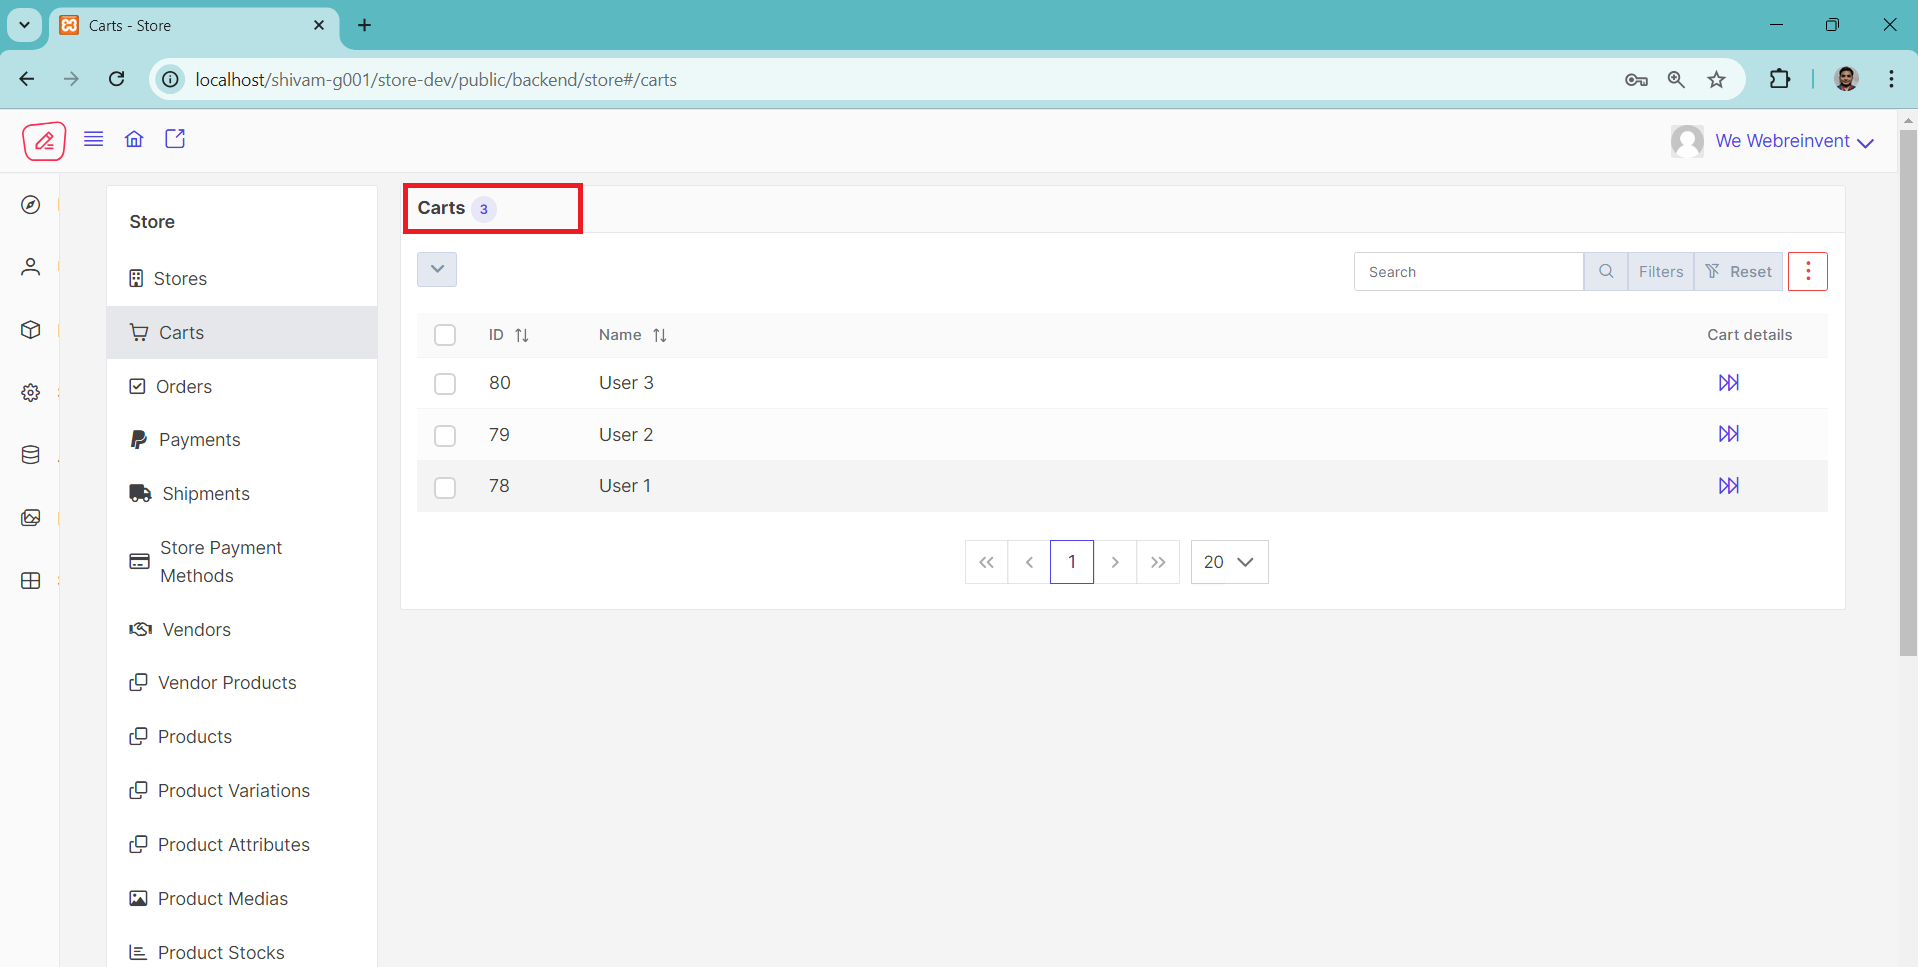 Carts - Store
localhost/shivam-g001/store-dev/public/backend/store#/carts
We Webreinvent
Store
Stores
Carts
Orders
Payments
Shipments
Store Payment
Methods
Vendors
Vendor Products
Products
Product Variations
Product Attributes
Product Medias
Product Stocks
Carts 3
Search Filters Reset
ID Name Cart details
80 User 3
79 User 2
78 User 1
1 20